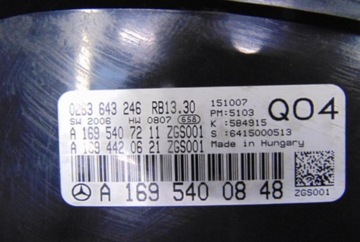 0263 643 246 RB13.30
SW 2006 HW 0807 658
A 169 540 72 11 ZGS001
A 169 442 06 21 ZGS001
151007
PM: 5103
K : 584915
S : 6415000513
Made in Hungary
Q04
A 169 540 08 48
ZGS001